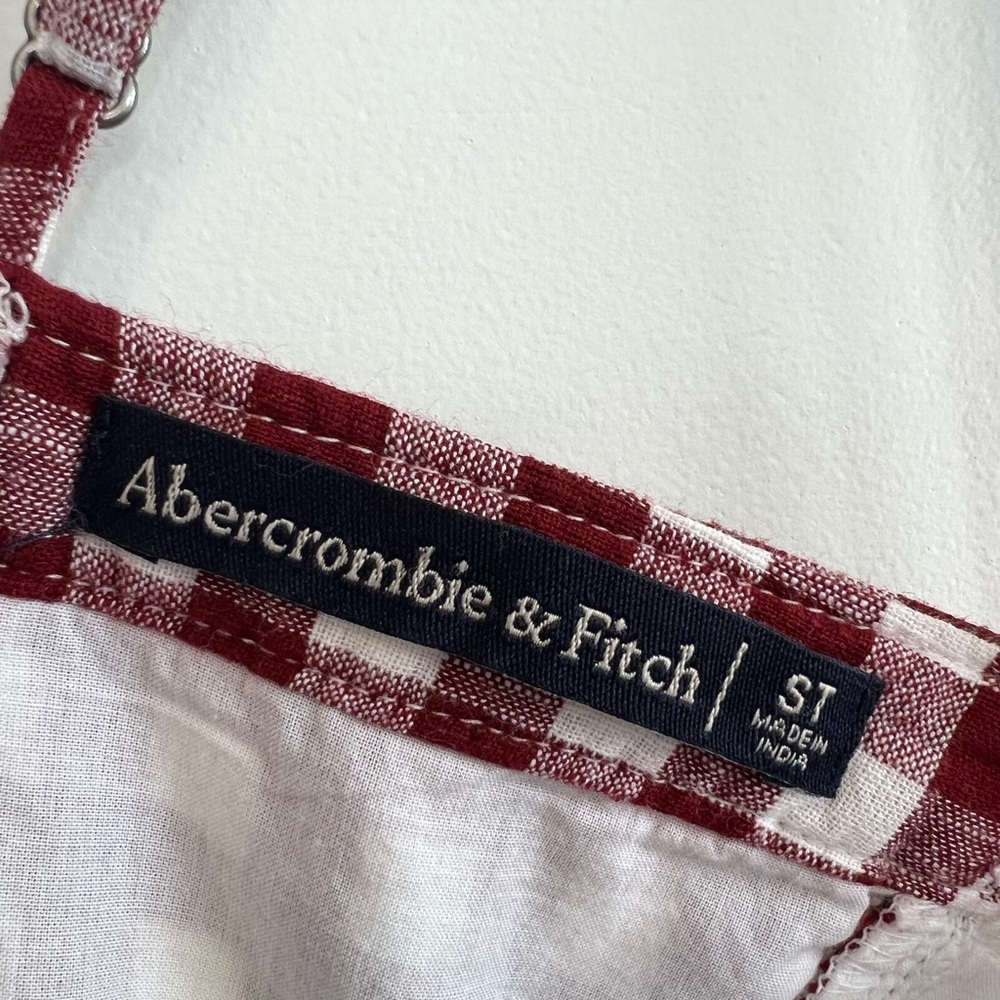 Abercrombie & Fitch | ST
MADE IN
INDIA